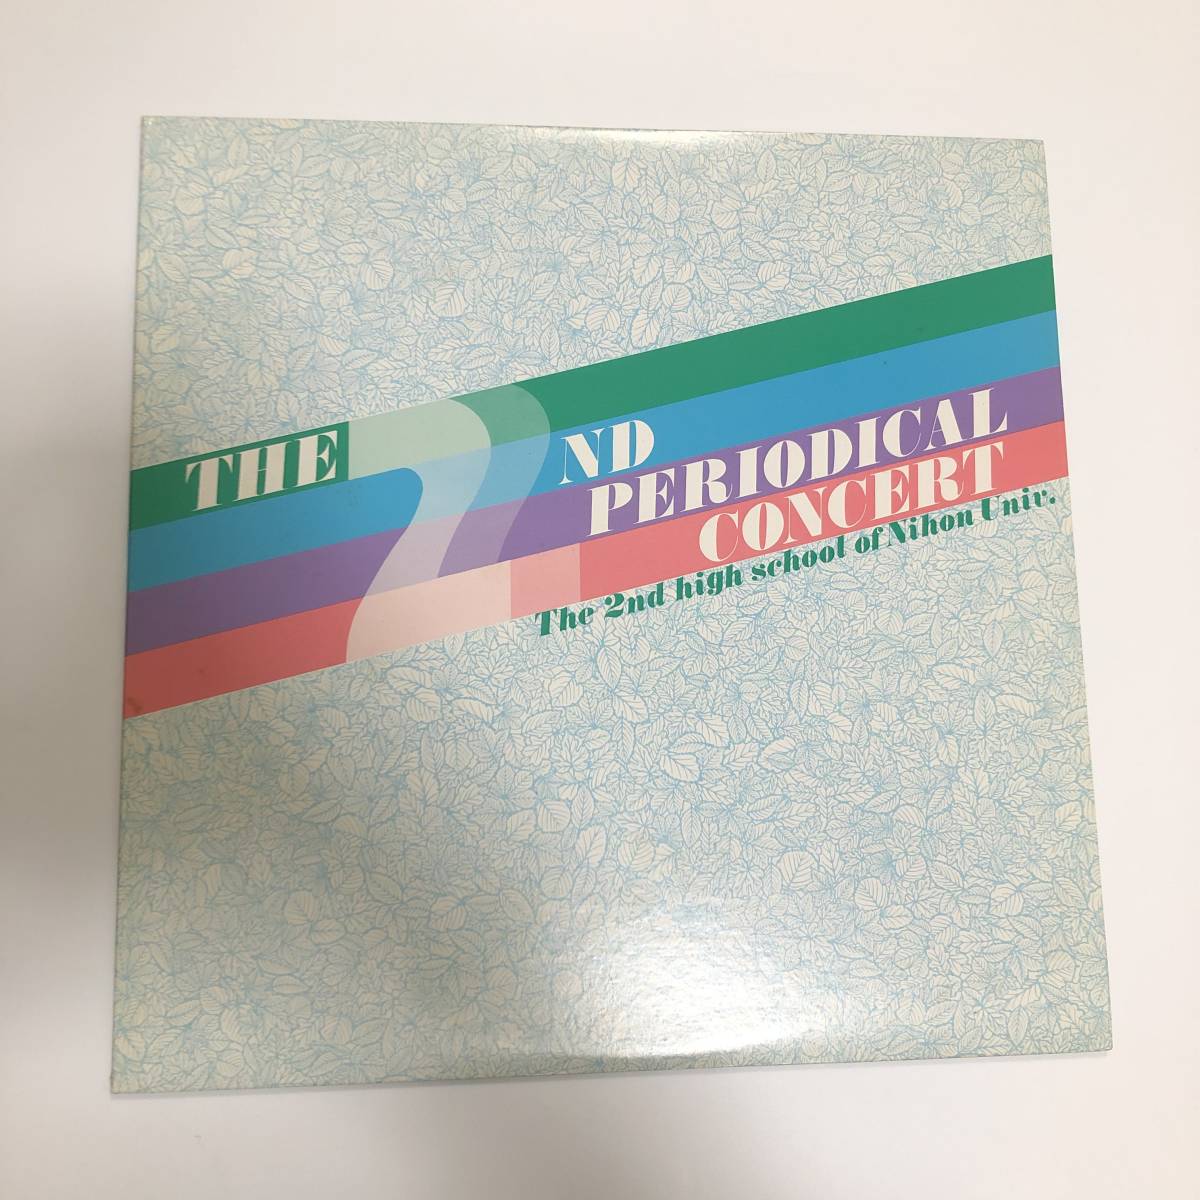 THE 2ND
PERIODICAL
CONCERT
The 2nd high school of Nihon Univ.